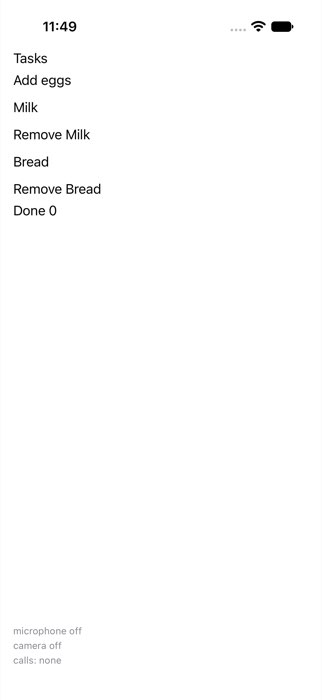 11:49
Tasks
Add eggs
Milk
Remove Milk
Bread
Remove Bread
Done 0
microphone off
camera off
calls: none